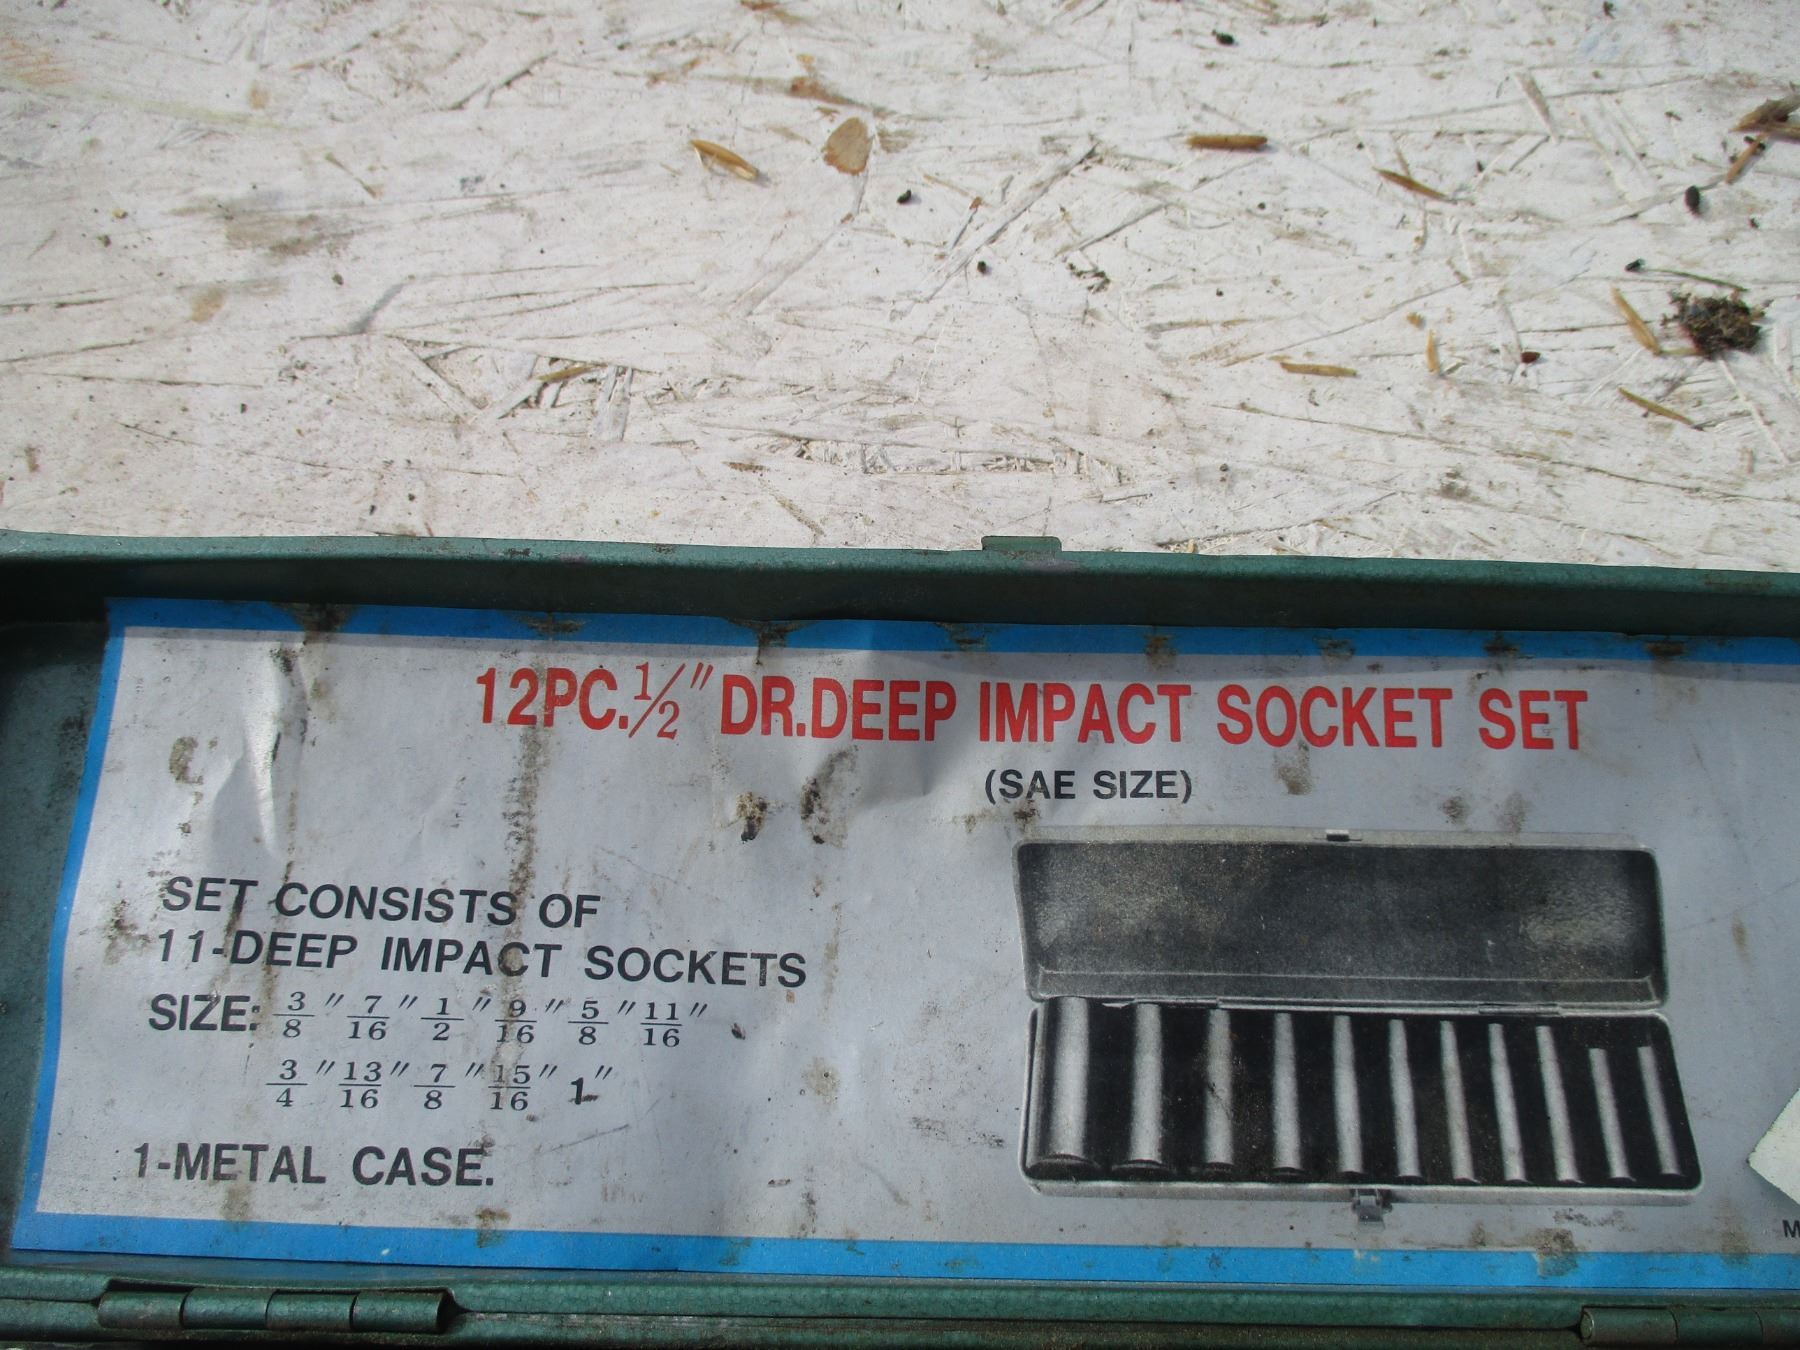 12PC.1/2" DR.DEEP IMPACT SOCKET SET
(SAE SIZE)
SET CONSISTS OF
11-DEEP IMPACT SOCKETS
SIZE: 3/8" 7/16" 1/2" 9/16" 5/8" 11/16"
3/4" 13/16" 7/8" 15/16" 1"
1-METAL CASE.